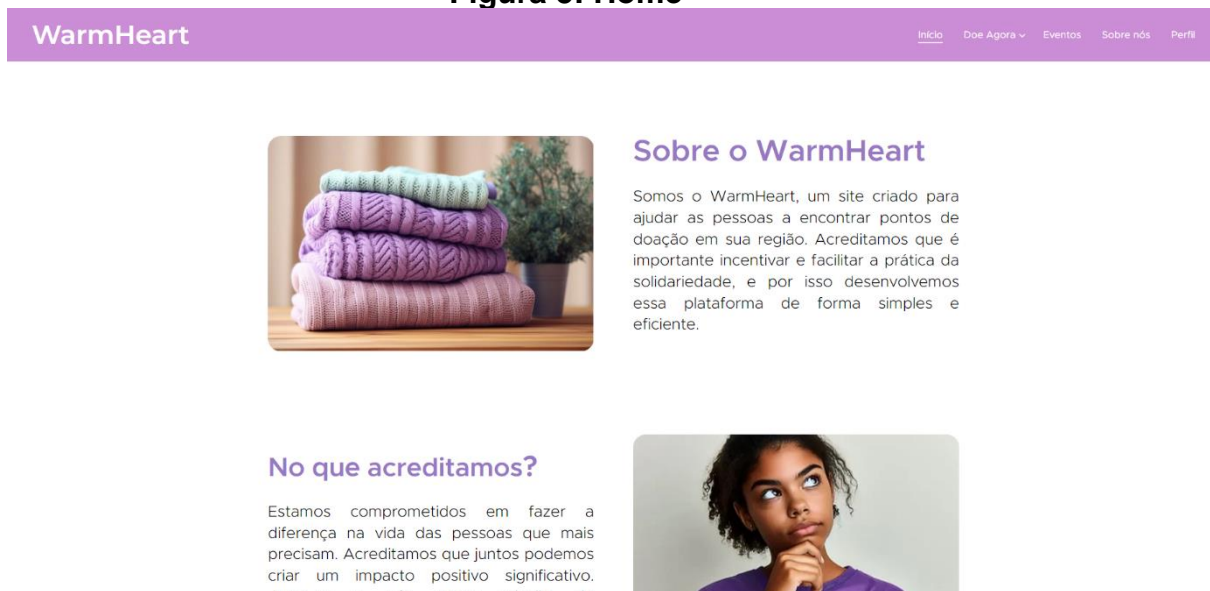 Figura 3. Home
WarmHeart
Início Doe Agora Eventos Sobre nós Perfil
Sobre o WarmHeart
Somos o WarmHeart, um site criado para
ajudar as pessoas a encontrar pontos de
doação em sua região. Acreditamos que é
importante incentivar e facilitar a prática da
solidariedade, e por isso desenvolvemos
essa plataforma de forma simples e
eficiente.
No que acreditamos?
Estamos comprometidos em fazer a
diferença na vida das pessoas que mais
precisam. Acreditamos que juntos podemos
criar um impacto positivo significativo.